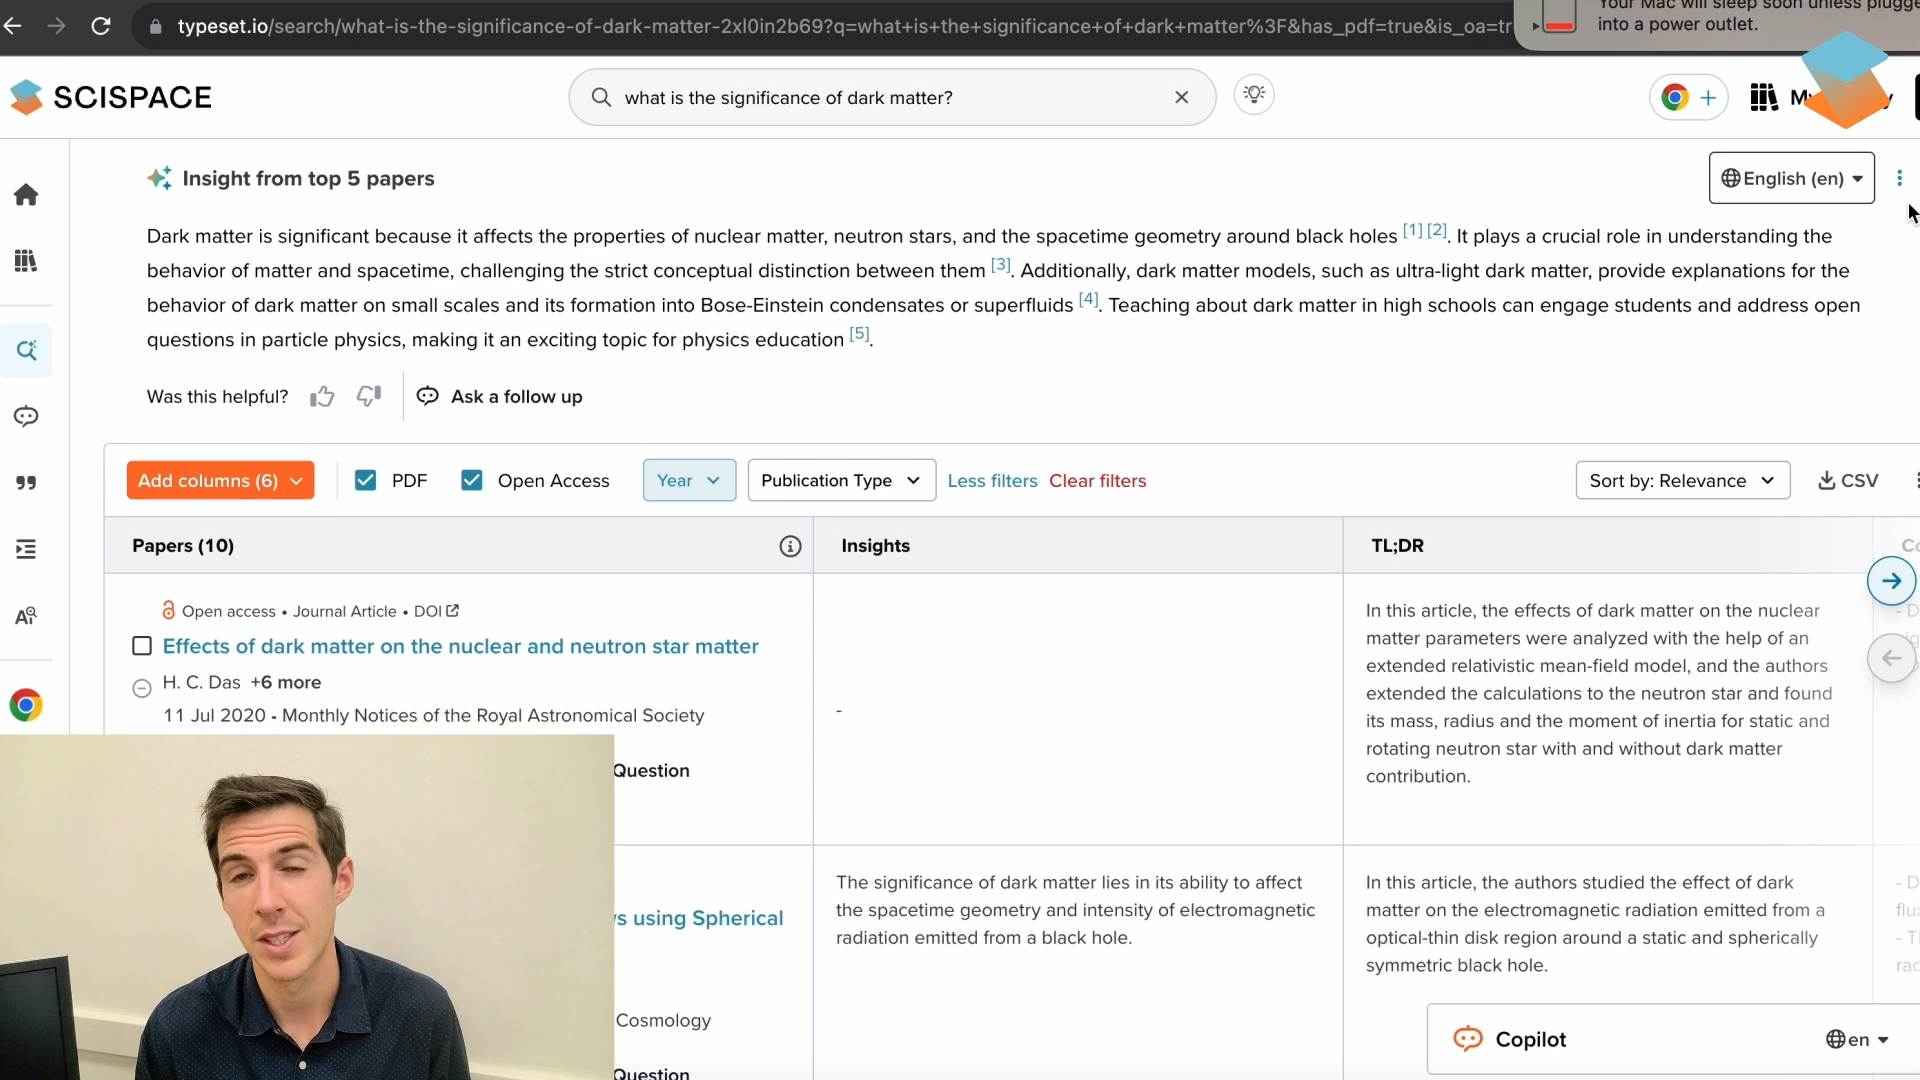 Your Mac will sleep soon unless plugge
into a power outlet.
typeset.io/search/what-is-the-significance-of-dark-matter-2xl0in2b69?q=what+is+the+significance+of+dark+matter%3F&has_pdf=true&is_oa=tr
SCISPACE
what is the significance of dark matter?
Insight from top 5 papers
English (en)
Dark matter is significant because it affects the properties of nuclear matter, neutron stars, and the spacetime geometry around black holes [1] [2]. It plays a crucial role in understanding the
behavior of matter and spacetime, challenging the strict conceptual distinction between them [3]. Additionally, dark matter models, such as ultra-light dark matter, provide explanations for the
behavior of dark matter on small scales and its formation into Bose-Einstein condensates or superfluids [4]. Teaching about dark matter in high schools can engage students and address open
questions in particle physics, making it an exciting topic for physics education [5].
Was this helpful?
Ask a follow up
Add columns (6)
PDF
Open Access
Year
Publication Type
Less filters
Clear filters
Sort by: Relevance
CSV
Papers (10)
Insights
TL;DR
Open access • Journal Article • DOI
Effects of dark matter on the nuclear and neutron star matter
H. C. Das +6 more
11 Jul 2020 - Monthly Notices of the Royal Astronomical Society
Question
-
In this article, the effects of dark matter on the nuclear
matter parameters were analyzed with the help of an
extended relativistic mean-field model, and the authors
extended the calculations to the neutron star and found
its mass, radius and the moment of inertia for static and
rotating neutron star with and without dark matter
contribution.
using Spherical
Cosmology
Question
The significance of dark matter lies in its ability to affect
the spacetime geometry and intensity of electromagnetic
radiation emitted from a black hole.
In this article, the authors studied the effect of dark
matter on the electromagnetic radiation emitted from a
optical-thin disk region around a static and spherically
symmetric black hole.
Copilot
en